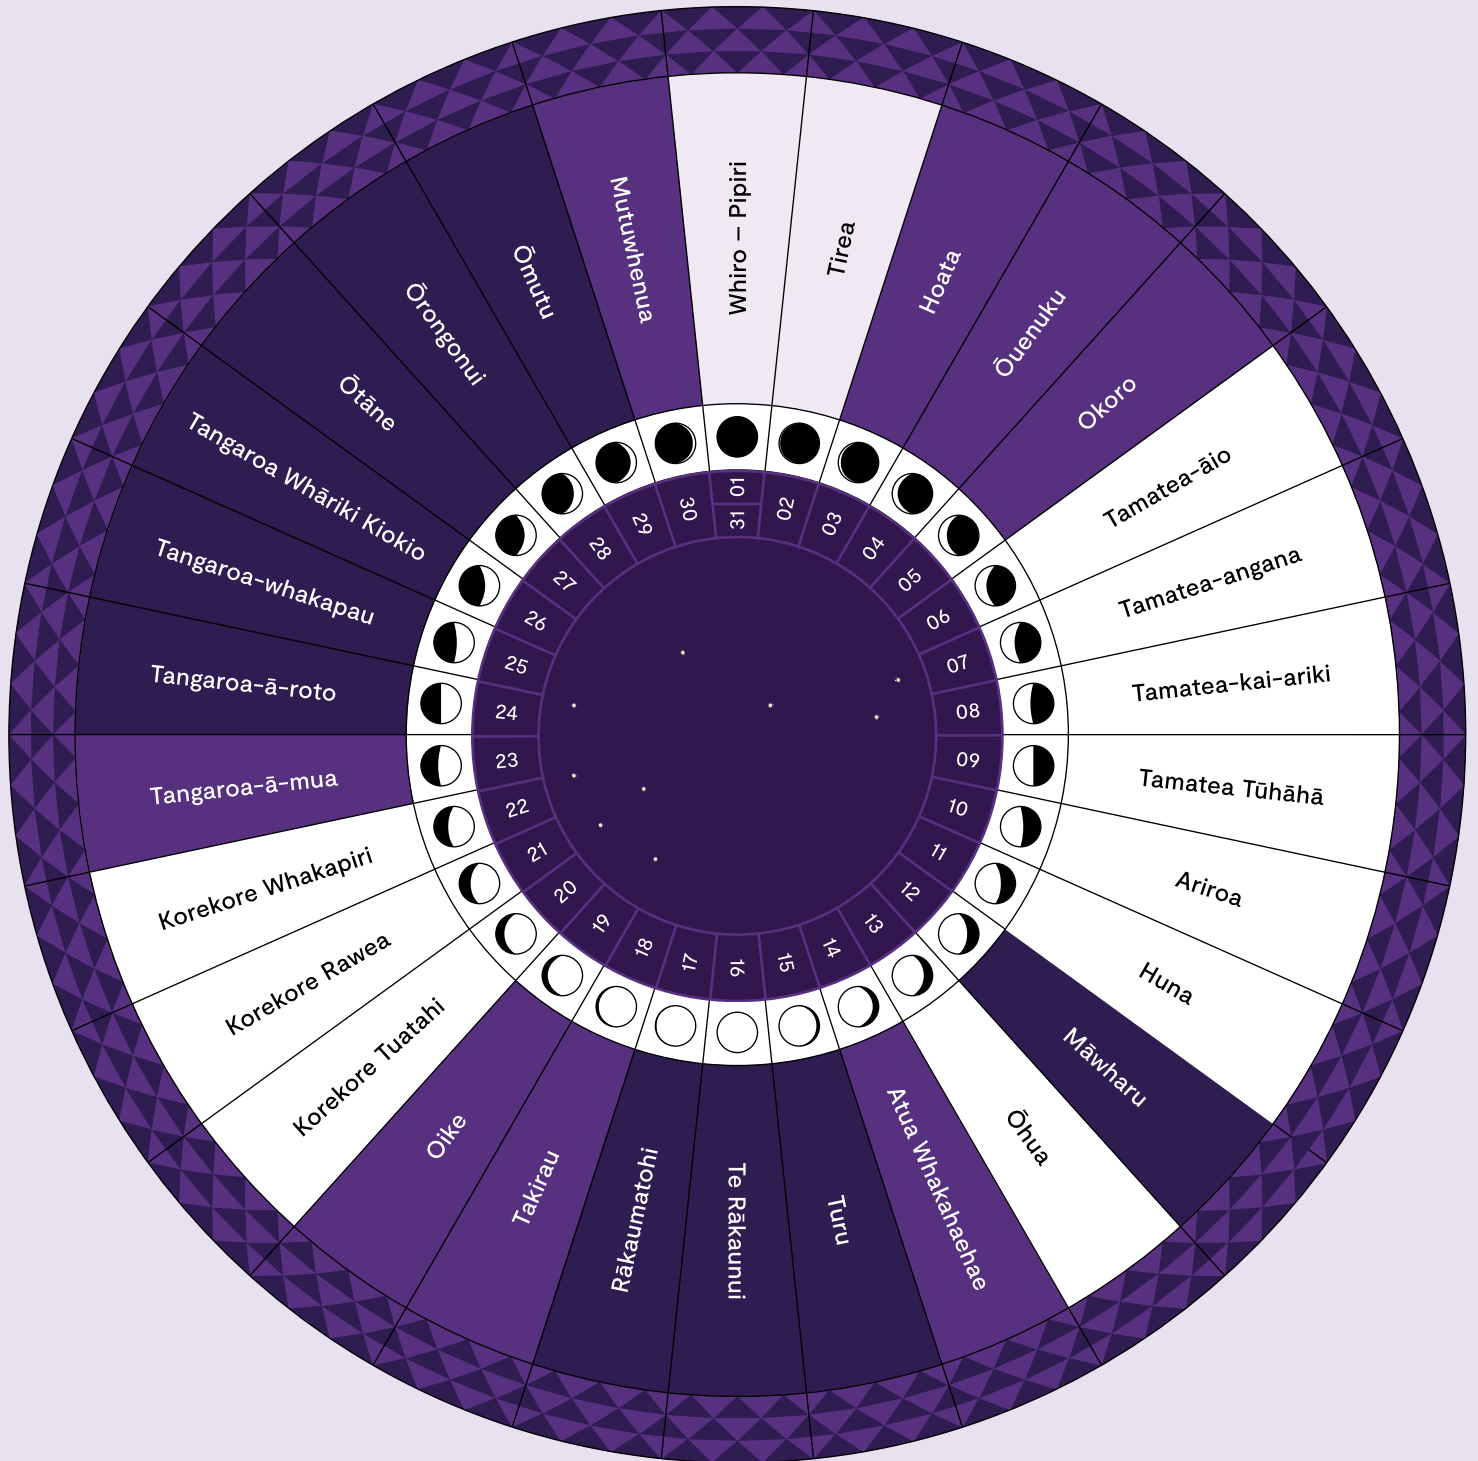 Whiro – Pipiri
Tirea
Hoata
Ōuenuku
Okoro
Tamatea-āio
Tamatea-angana
Tamatea-kai-ariki
Tamatea Tūhāhā
Ariroa
Huna
Māwharu
Ōhua
Atua Whakahaehae
Turu
Te Rākaunui
Rākaumatohi
Takirau
Oike
Korekore Tuatahi
Korekore Rawea
Korekore Whakapiri
Tangaroa-ā-mua
Tangaroa-ā-roto
Tangaroa-whakapau
Tangaroa Whāriki Kiokio
Ōtāne
Ōrongonui
Ōmutu
Mutuwhenua
01
31
02
03
04
05
06
07
08
09
10
11
12
13
14
15
16
17
18
19
20
21
22
23
24
25
26
27
28
29
30